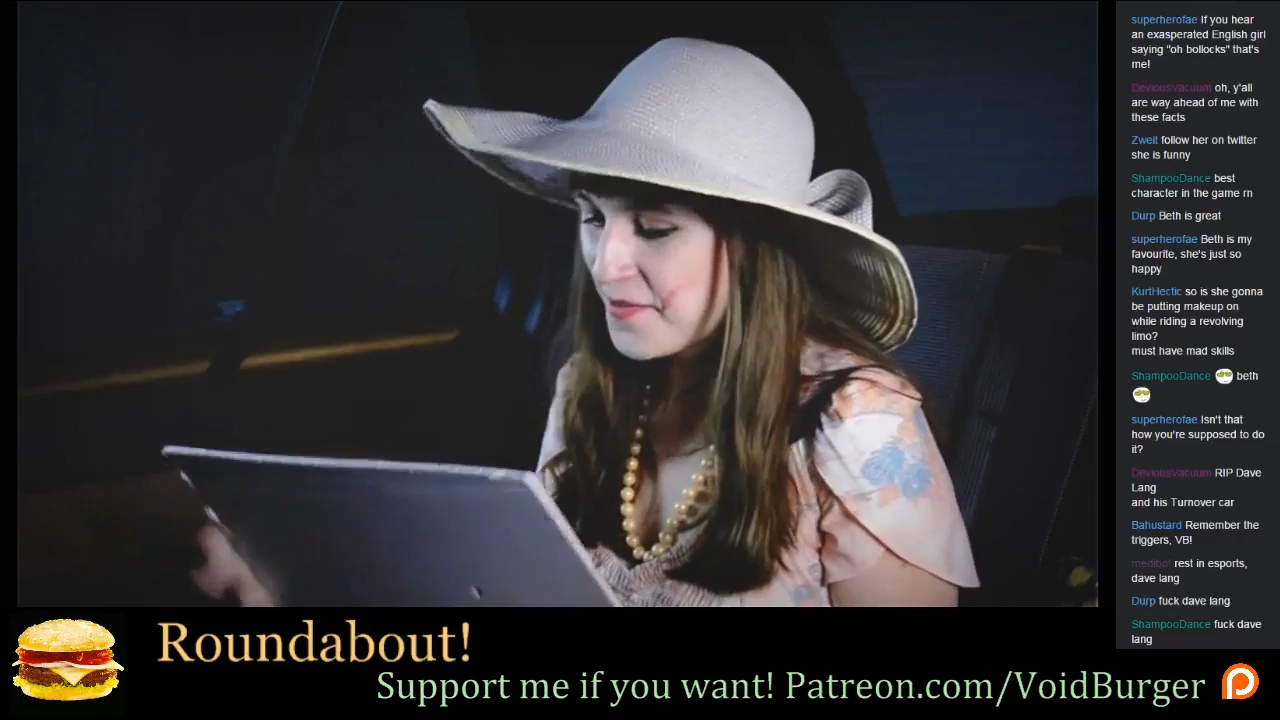 superherofae If you hear
an exasperated English girl
saying "oh bollocks" that's
me!
DeviousVacuum oh, y'all
are way ahead of me with
these facts
Zweit follow her on twitter
she is funny
ShampooDance best
character in the game rn
Durp Beth is great
superherofae Beth is my
favourite, she's just so
happy
KurtHectic so is she gonna
be putting makeup on
while riding a revolving
limo?
must have mad skills
ShampooDance beth
superherofae Isn't that
how you're supposed to do
it?
DeviousVacuum RIP Dave
Lang
and his Turnover car
Bahustard Remember the
triggers, VB!
medibot rest in esports,
dave lang
Durp fuck dave lang
ShampooDance fuck dave
lang
Roundabout!
Support me if you want! Patreon.com/VoidBurger